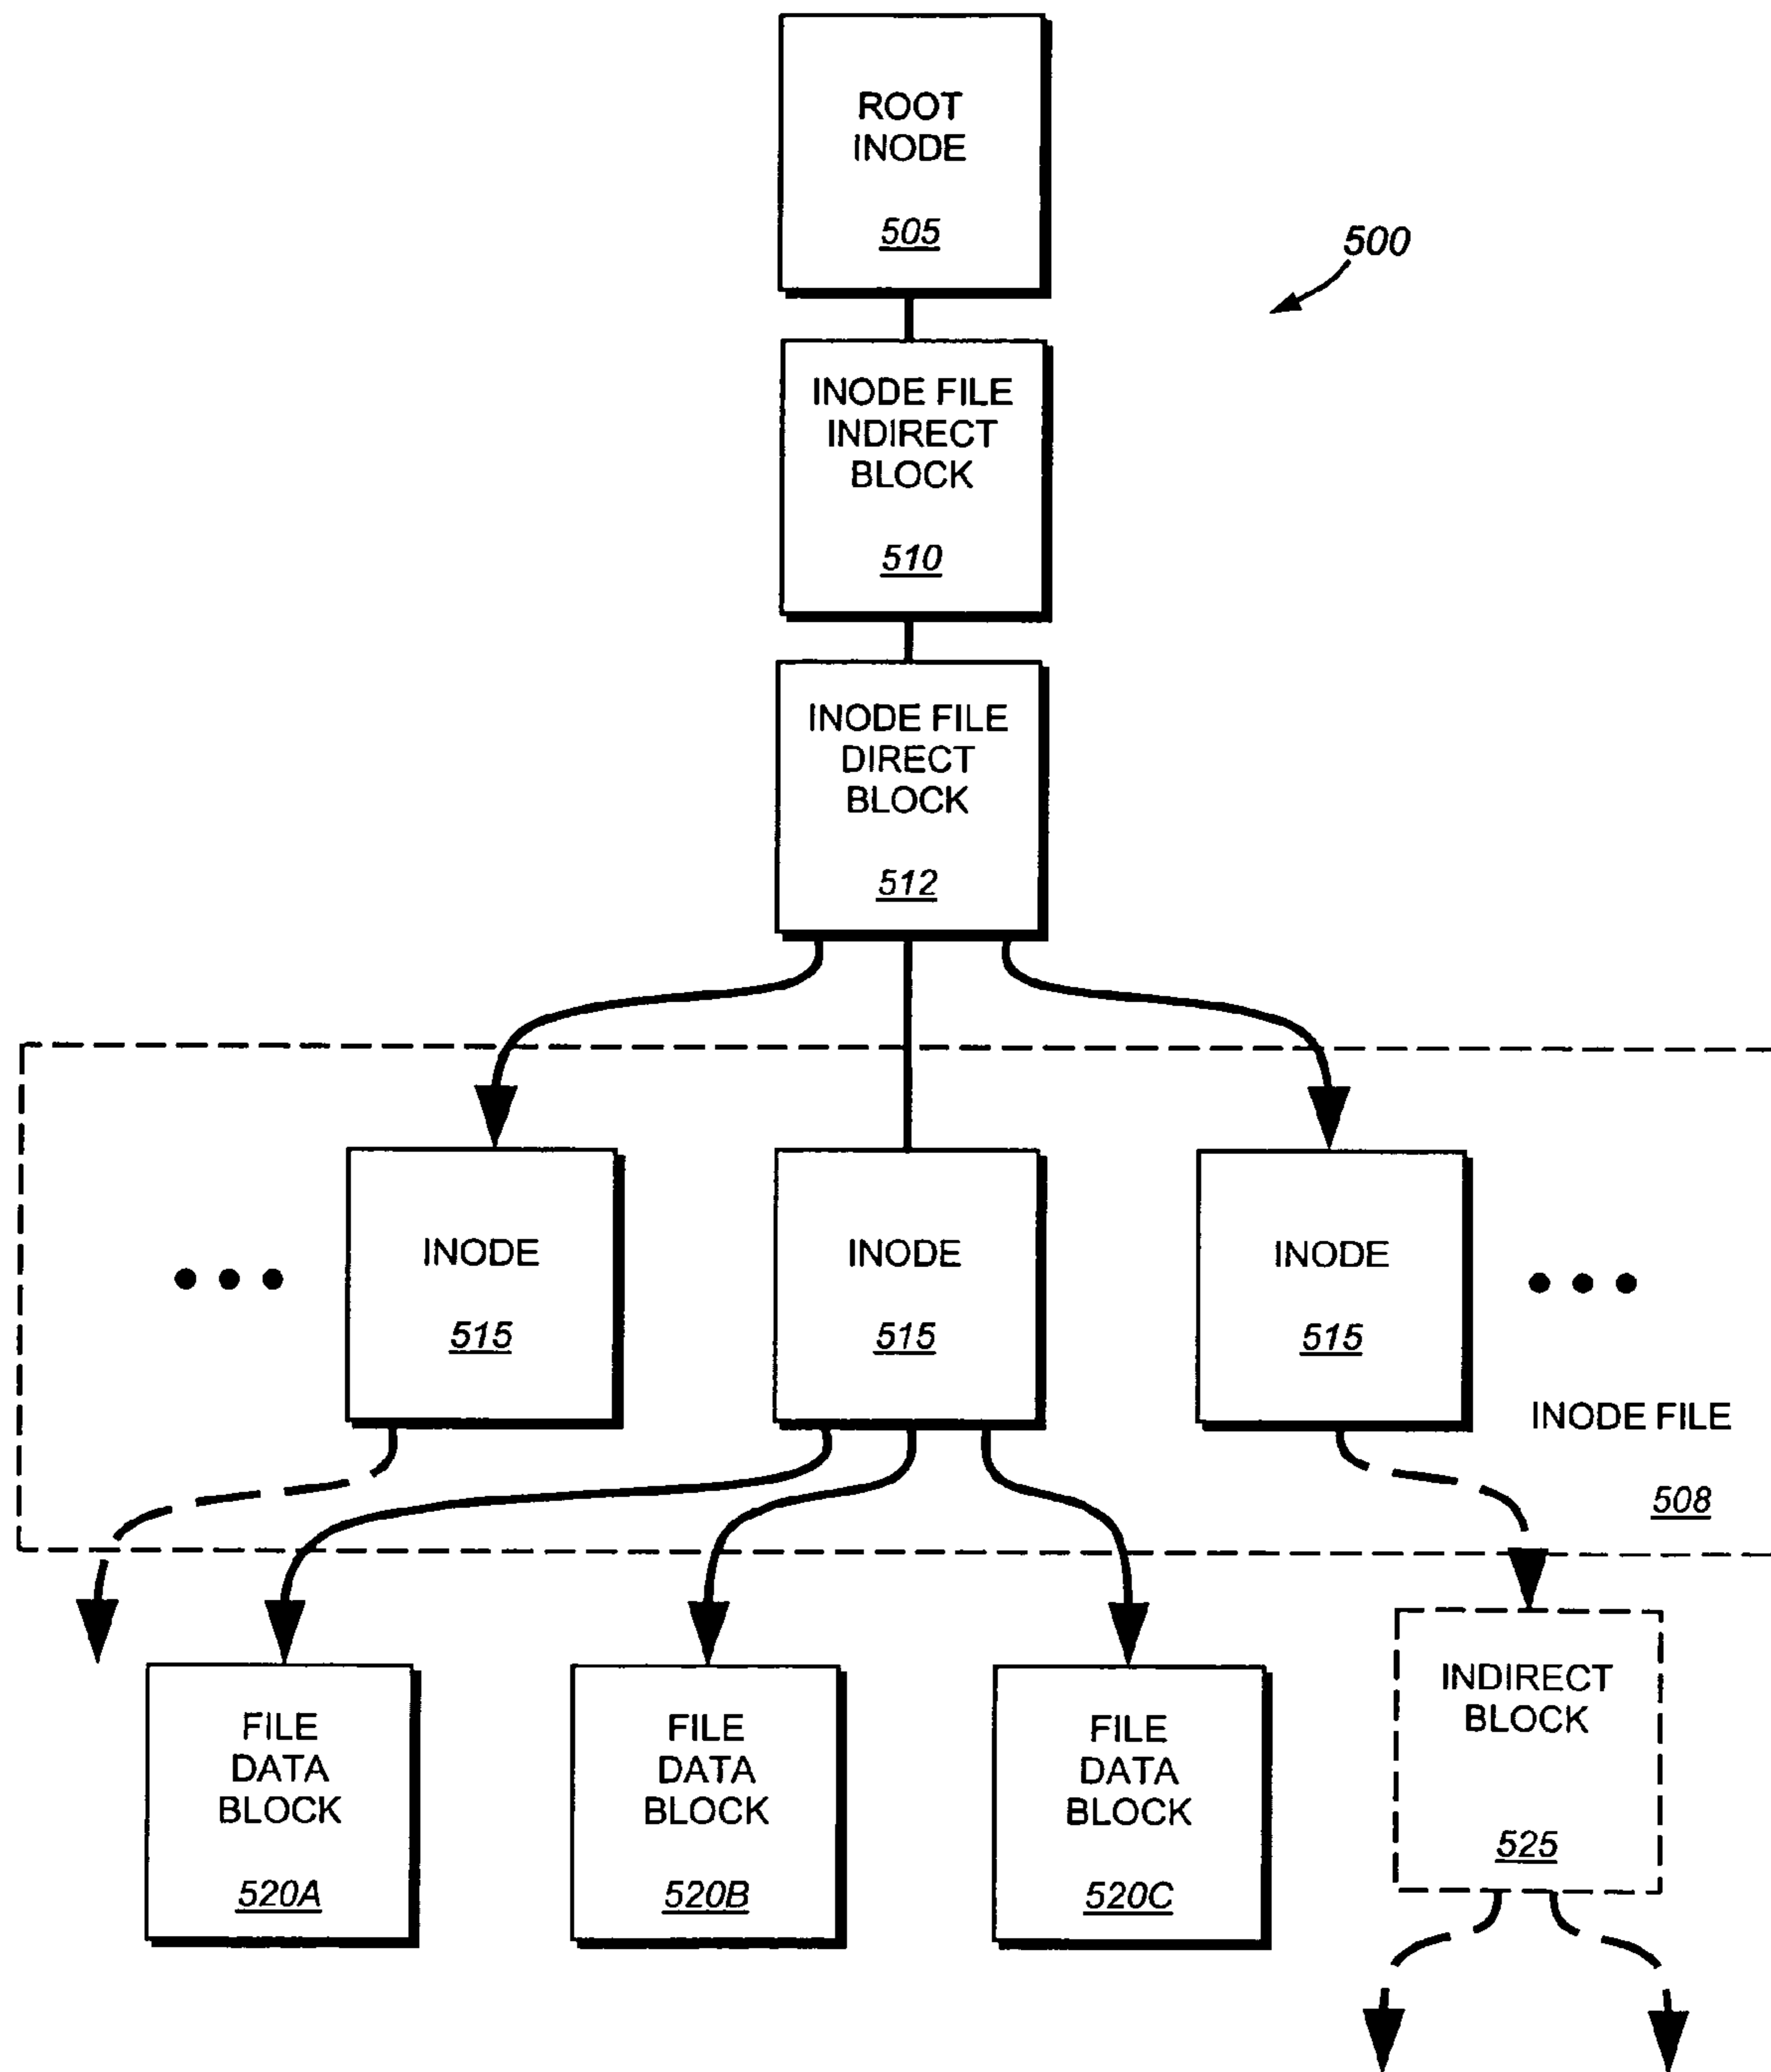 ROOT
INODE
505
500
INODE FILE
INDIRECT
BLOCK
510
INODE FILE
DIRECT
BLOCK
512
INODE
515
INODE
515
INODE
515
INODE FILE
508
FILE
DATA
BLOCK
520A
FILE
DATA
BLOCK
520B
FILE
DATA
BLOCK
520C
INDIRECT
BLOCK
525